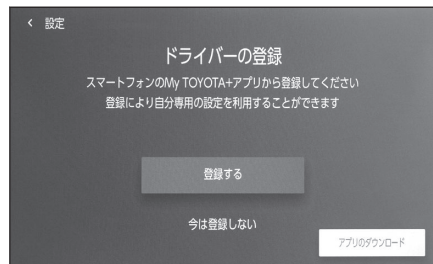 < 設定
ドライバーの登録
スマートフォンのMy TOYOTA+アプリから登録してください
登録により自分専用の設定を利用することができます
登録する
今は登録しない
アプリのダウンロード